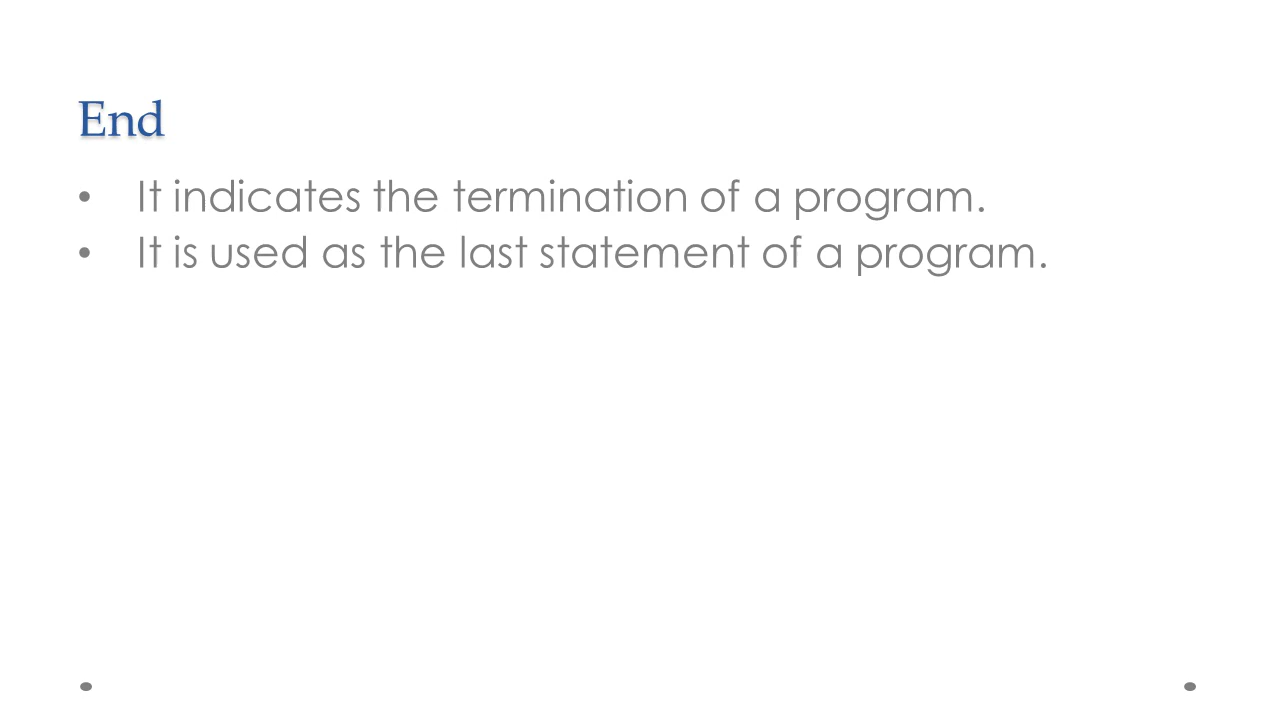 End
• It indicates the termination of a program.
• It is used as the last statement of a program.